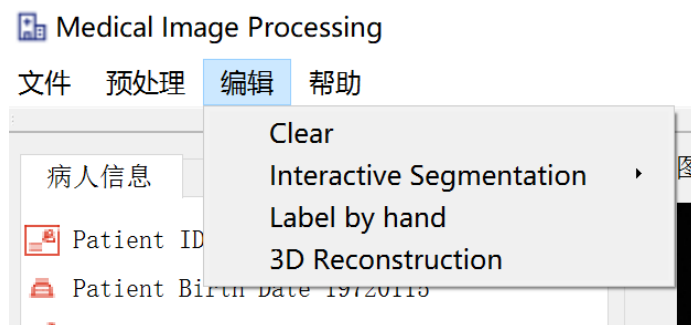 Medical Image Processing
文件 预处理 编辑 帮助
Clear
Interactive Segmentation
Label by hand
3D Reconstruction
病人信息
Patient ID
Patient Birth Date 19720115